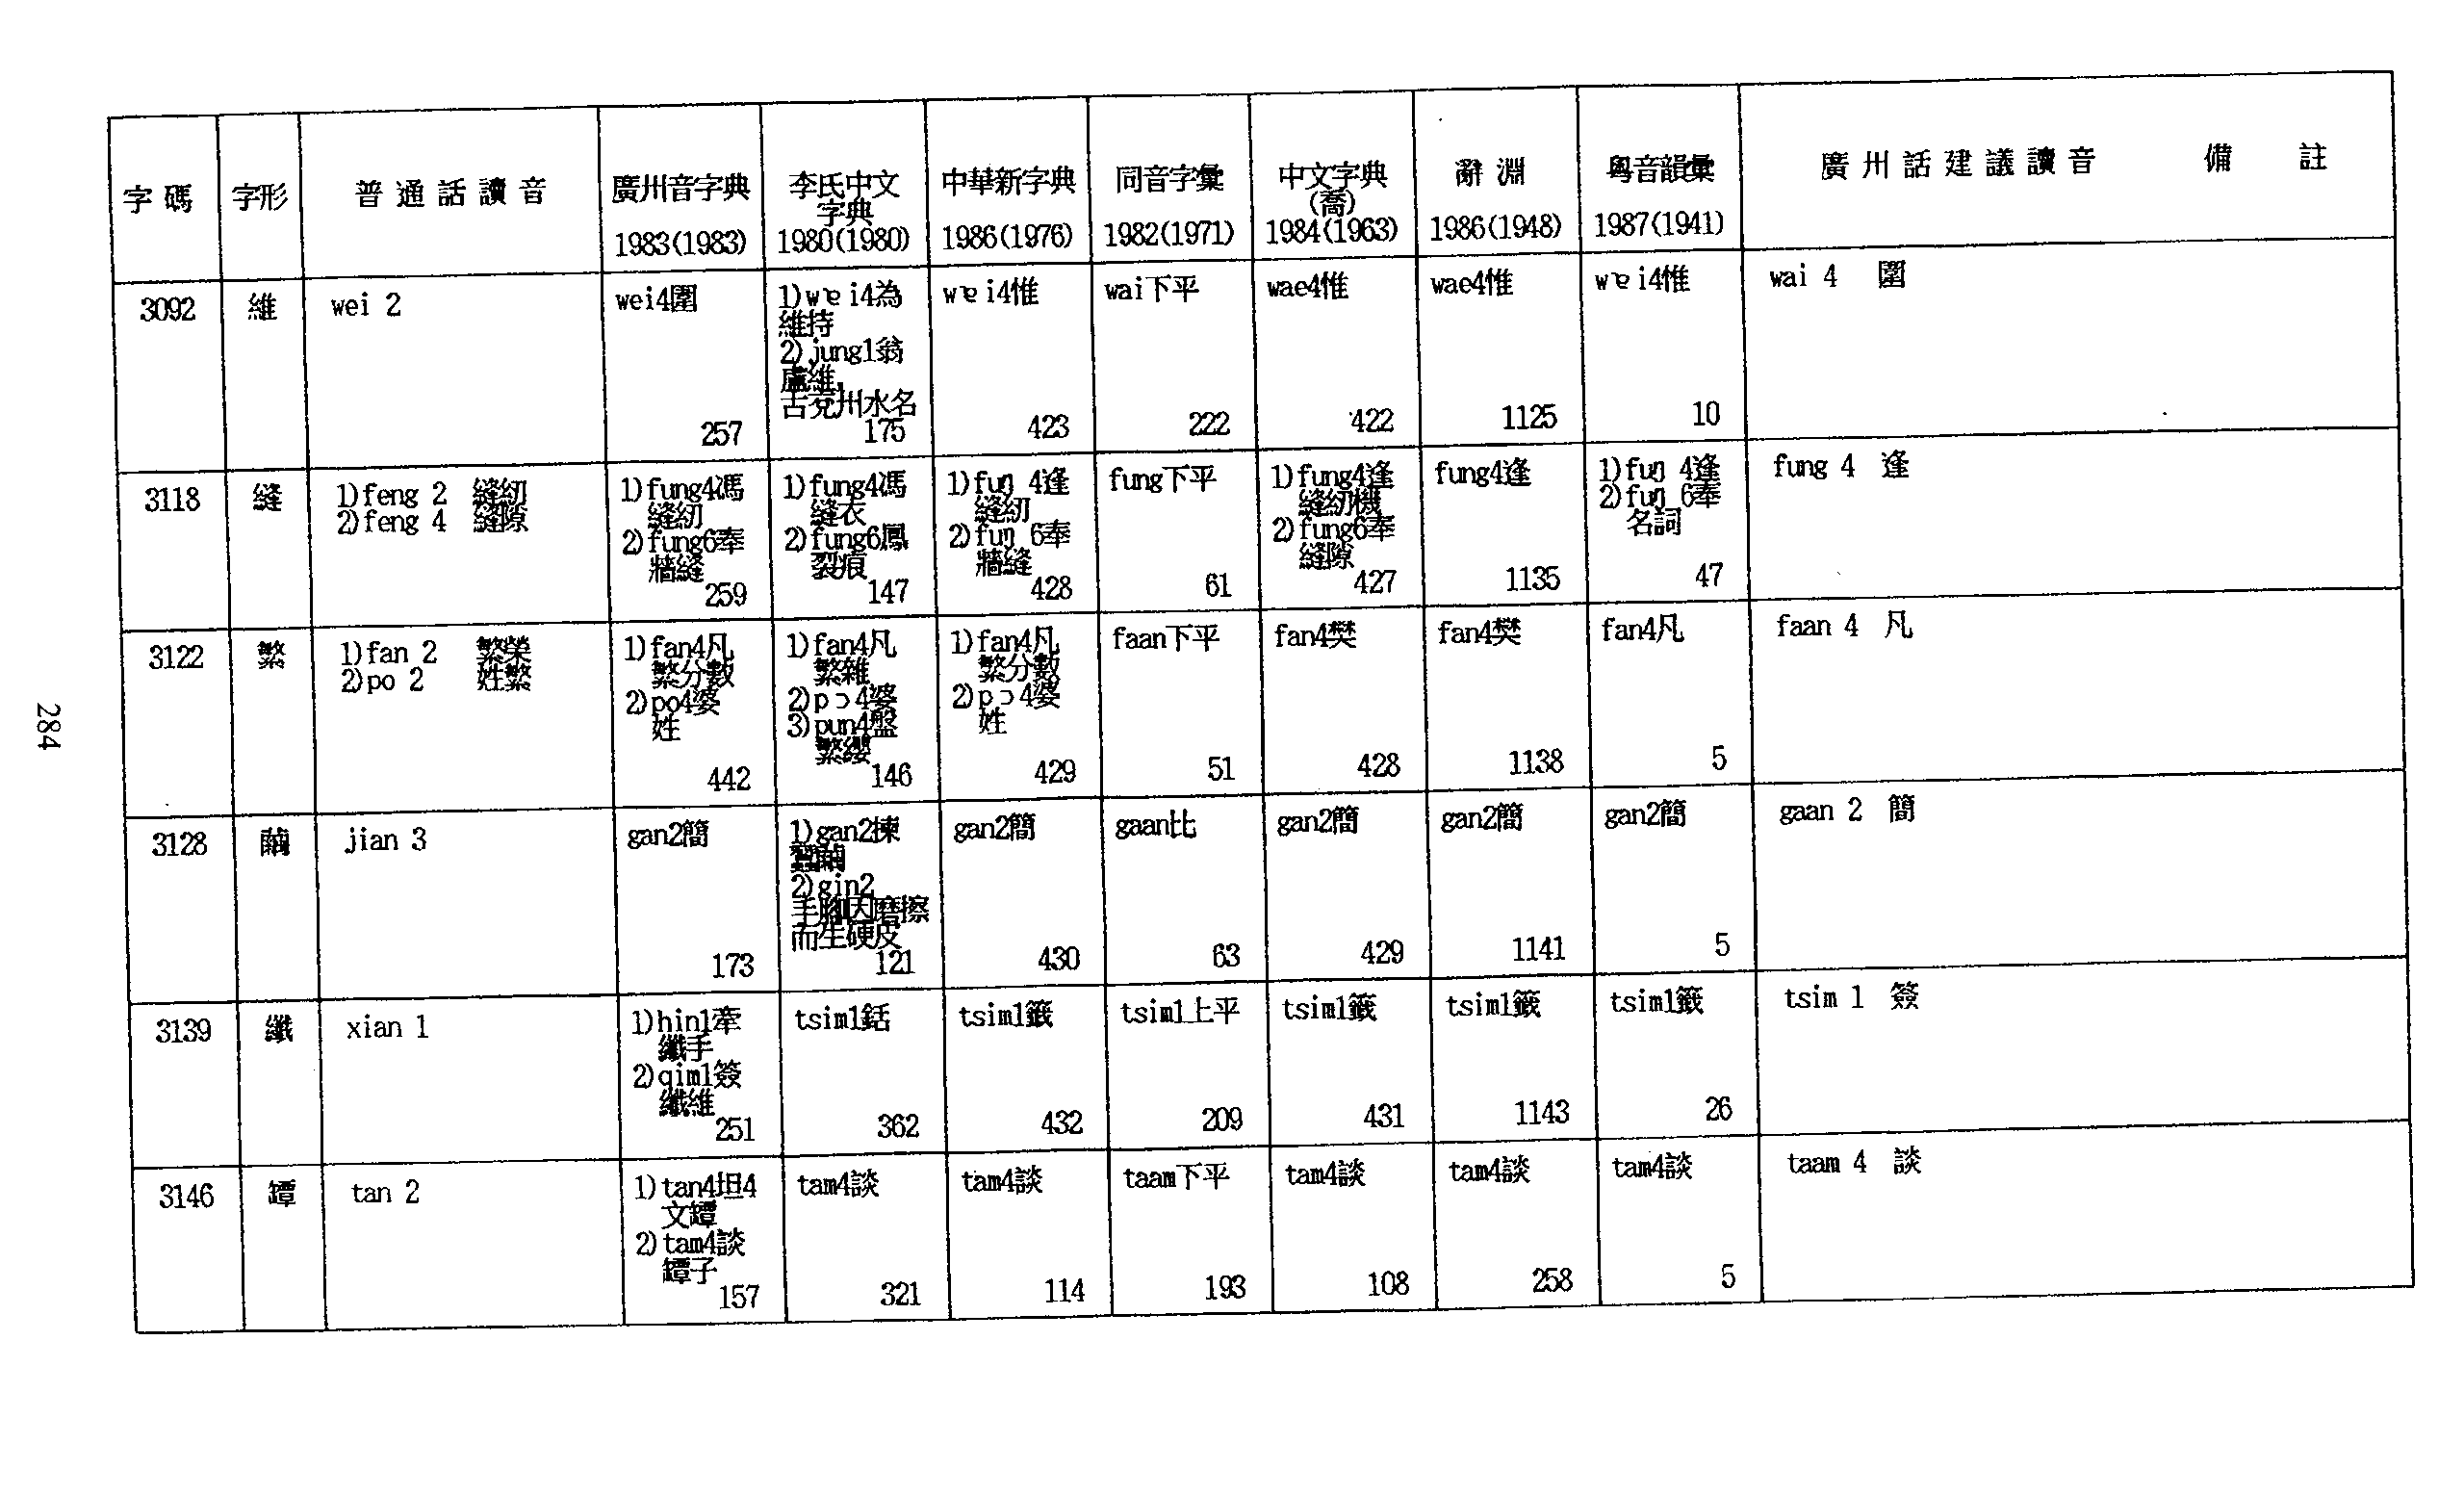 字碼 字形 普通話讀音 廣州音字典 1983(1983) 李氏中文字典 1980(1980) 中華新字典 1986(1976) 同音字彙 1982(1971) 中文字典(喬) 1984(1963) 辭淵 1986(1948) 粵音韻彙 1987(1941) 廣州話建議讀音 備註
3092 維 wei 2 wei4圍 1)wɐi4為 wɐi4惟 wai下平 wae4惟 wae4惟 wɐi4惟 wai 4 圍
維持
2)jung1翁
盧維,
古兗州水名
257 175 423 222 422 1125 10
3118 縫 1)feng 2 縫紉 1)fung4馮 1)fung4馮 1)fuŋ 4逢 fung下平 1)fung4逢 fung4逢 1)fuŋ 4逢 fung 4 逢
2)feng 4 縫隙 縫紉 縫衣 縫紉 縫紉機 2)fuŋ 6奉
2)fung6奉 2)fung6鳳 2)fuŋ 6奉 2)fung6奉 名詞
牆縫 裂痕 牆縫 縫隙
259 147 428 61 427 1135 47
3122 繁 1)fan 2 繁榮 1)fan4凡 1)fan4凡 1)fan4凡 faan下平 fan4樊 fan4樊 fan4凡 faan 4 凡
2)po 2 姓繁 繁分數 繁雜 繁分數
2)po4婆 2)pɔ4婆 2)pɔ4婆
姓 3)pun4盤 姓
繁纓
442 146 429 51 428 1138 5
3128 繭 jian 3 gan2簡 1)gan2揀 gan2簡 gaan上 gan2簡 gan2簡 gan2簡 gaan 2 簡
蠶繭
2)gin2
手腳因磨擦
而生硬皮
173 121 430 63 429 1141 5
3139 纖 xian 1 1)hin1牽 tsim1銛 tsim1籤 tsim1上平 tsim1籤 tsim1籤 tsim1籤 tsim 1 簽
纖手
2)qim1簽
纖維
251 362 432 209 431 1143 26
3146 罈 tan 2 1)tan4坦4 tam4談 tam4談 taam下平 tam4談 tam4談 tam4談 taam 4 談
文罈
2)tam4談
罈子
157 321 114 193 108 258 5
284